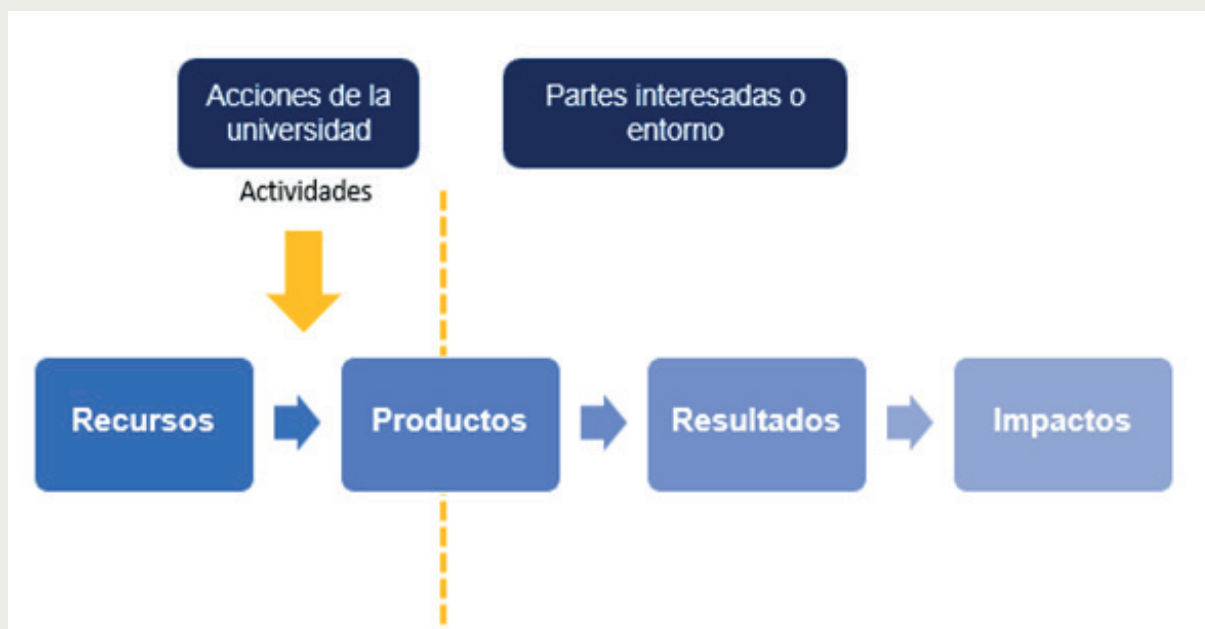 Acciones de la
universidad
Partes interesadas o
entorno
Actividades
Recursos
Productos
Resultados
Impactos